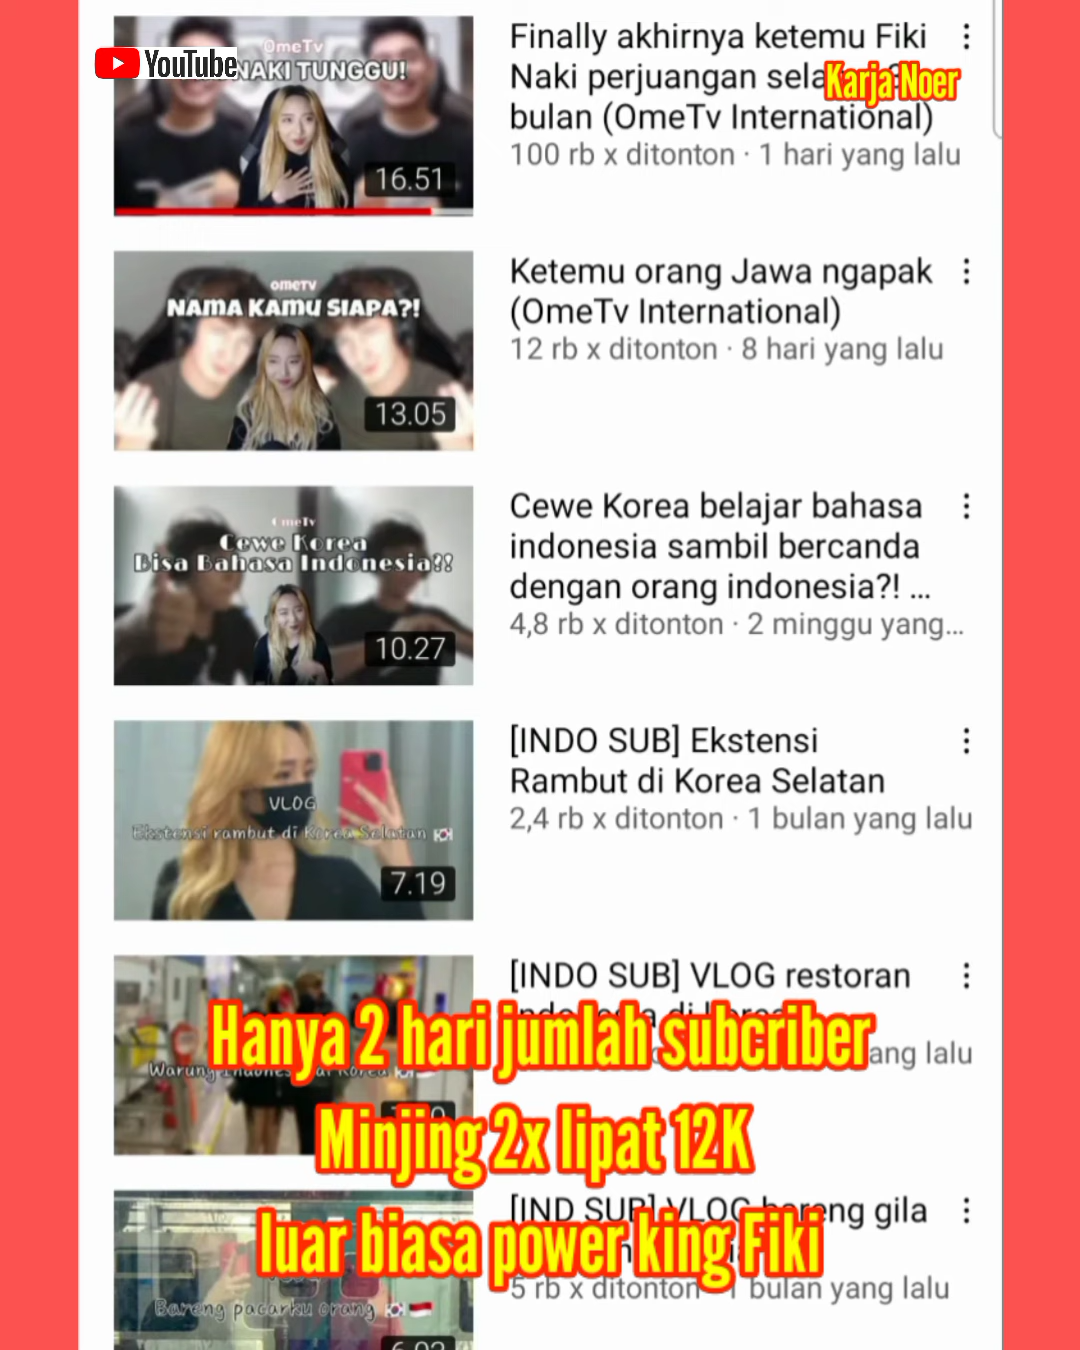 YouTube
OmeTv
NAKI TUNGGU!
16.51
Finally akhirnya ketemu Fiki
Naki perjuangan sela
Karja Noer
bulan (OmeTv International)
100 rb x ditonton · 1 hari yang lalu
OmeTV
NAMA KAMU SIAPA?!
13.05
Ketemu orang Jawa ngapak
(OmeTv International)
12 rb x ditonton · 8 hari yang lalu
OmeTv
Cewe Korea
Bisa Bahasa Indonesia?!
10.27
Cewe Korea belajar bahasa
indonesia sambil bercanda
dengan orang indonesia?! ...
4,8 rb x ditonton · 2 minggu yang...
VLOG
Ekstensi rambut di Korea Selatan
7.19
[INDO SUB] Ekstensi
Rambut di Korea Selatan
2,4 rb x ditonton · 1 bulan yang lalu
[INDO SUB] VLOG restoran
ang lalu
Hanya 2 hari jumlah subcriber
Minjing 2x lipat 12K
luar biasa power king Fiki
[IND SUB] VLOG bareng gila
5 rb x ditonton · 1 bulan yang lalu
Bareng pacarku orang